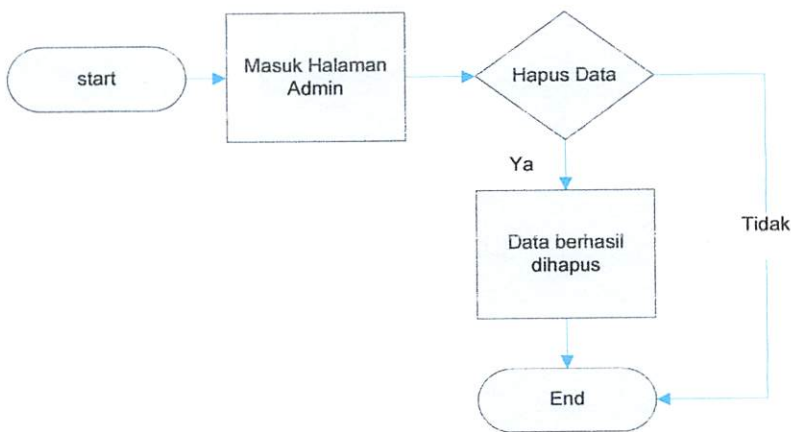 start
Masuk Halaman
Admin
Hapus Data
Ya
Tidak
Data berhasil
dihapus
End